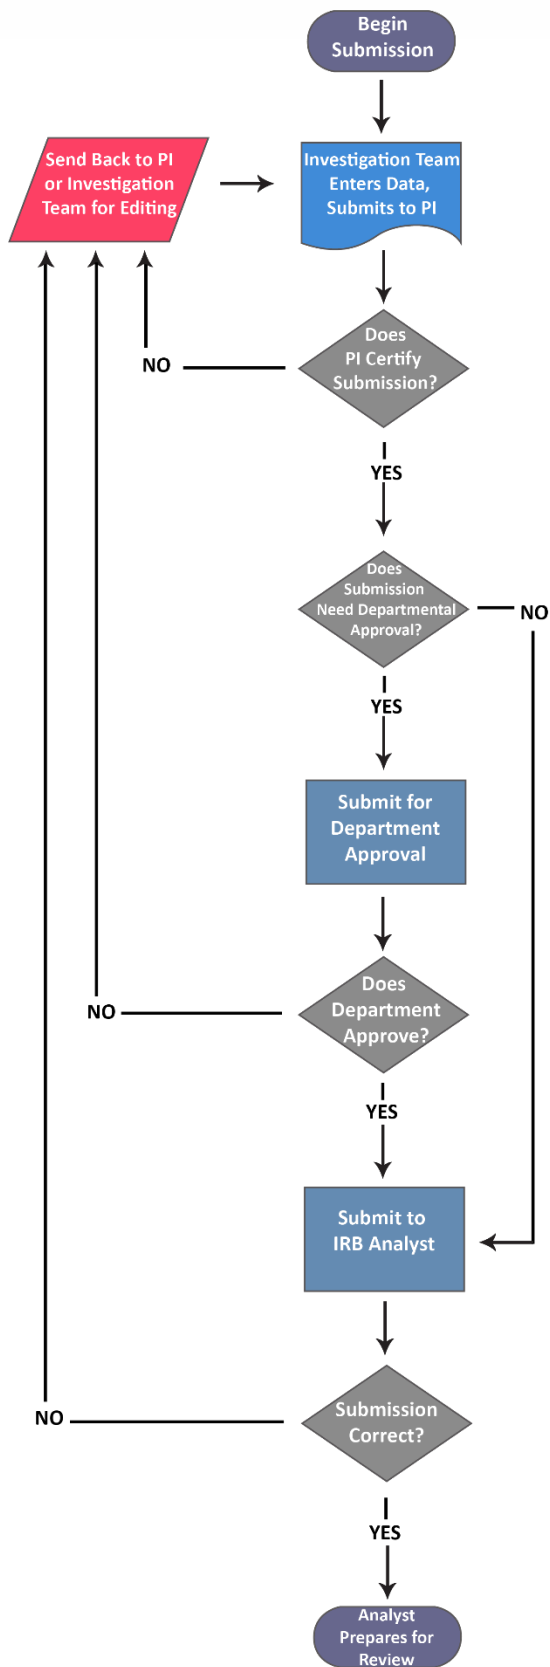 Begin
Submission
Send Back to PI
or Investigation
Team for Editing
Investigation Team
Enters Data,
Submits to PI
Does
PI Certify
Submission?
NO
YES
Does
Submission
Need Departmental
Approval?
NO
YES
Submit for
Department
Approval
Does
Department
Approve?
NO
YES
Submit to
IRB Analyst
Submission
Correct?
NO
YES
Analyst
Prepares for
Review